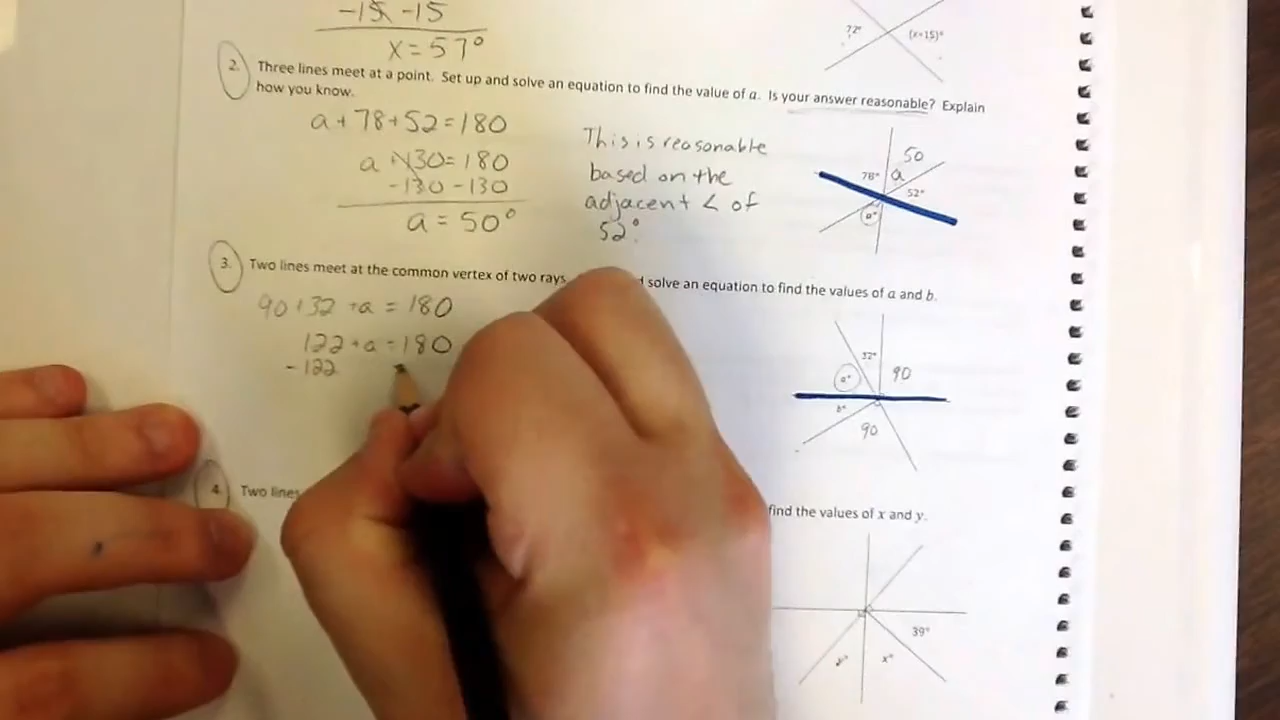 -15 -15
x = 57°
72°
(x+15)°
2. Three lines meet at a point. Set up and solve an equation to find the value of a. Is your answer reasonable? Explain
how you know.
a + 78 + 52 = 180
a + 130 = 180
-130 -130
a = 50°
This is reasonable
based on the
adjacent < of
52°.
50
78°
a
52°
a°
3. Two lines meet at the common vertex of two rays. solve an equation to find the values of a and b.
90 + 32 + a = 180
122 + a = 180
- 122
32°
90
a°
b°
90
4. Two lines find the values of x and y.
39°
y°
x°